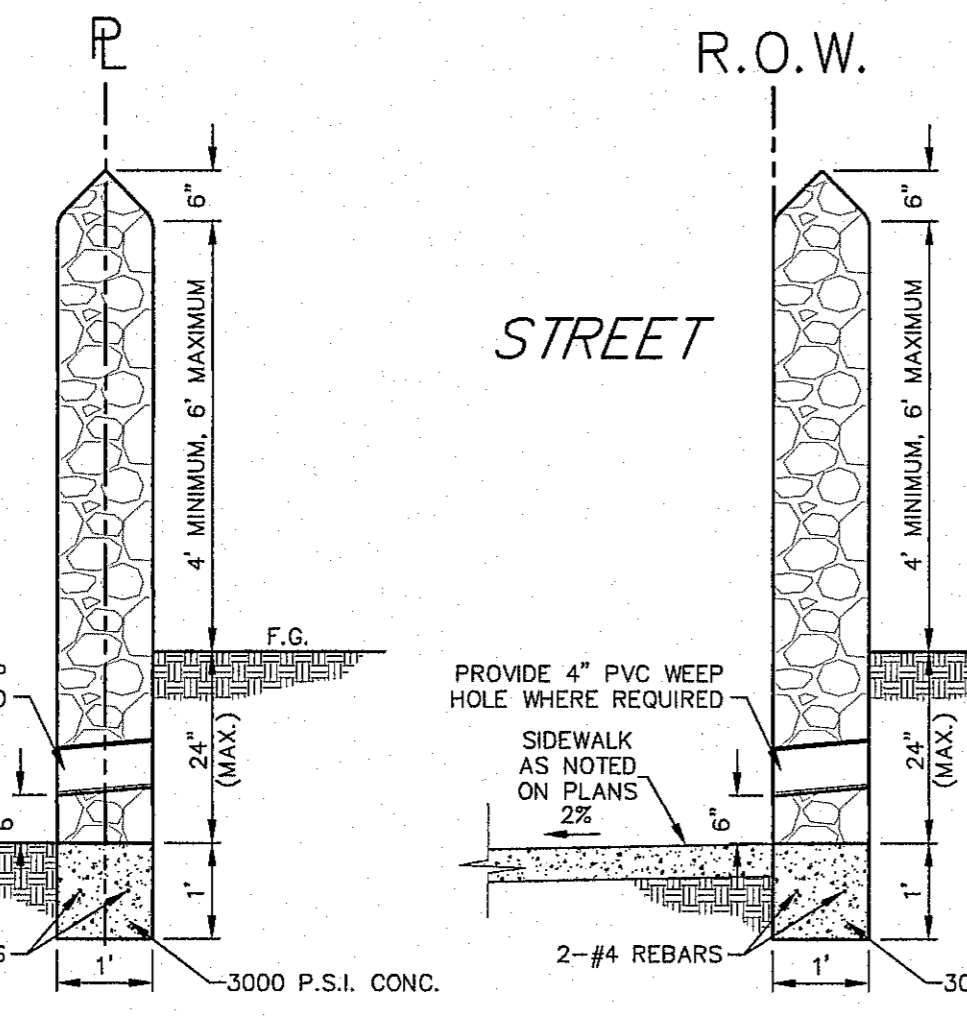 PL
6"
4' MINIMUM, 6' MAXIMUM
F.G.
24"
(MAX.)
6"
1'
1'
3000 P.S.I. CONC.
R.O.W.
STREET
6"
4' MINIMUM, 6' MAXIMUM
PROVIDE 4" PVC WEEP
HOLE WHERE REQUIRED
SIDEWALK
AS NOTED
ON PLANS
2%
6"
24"
(MAX.)
1'
2-#4 REBARS
1'